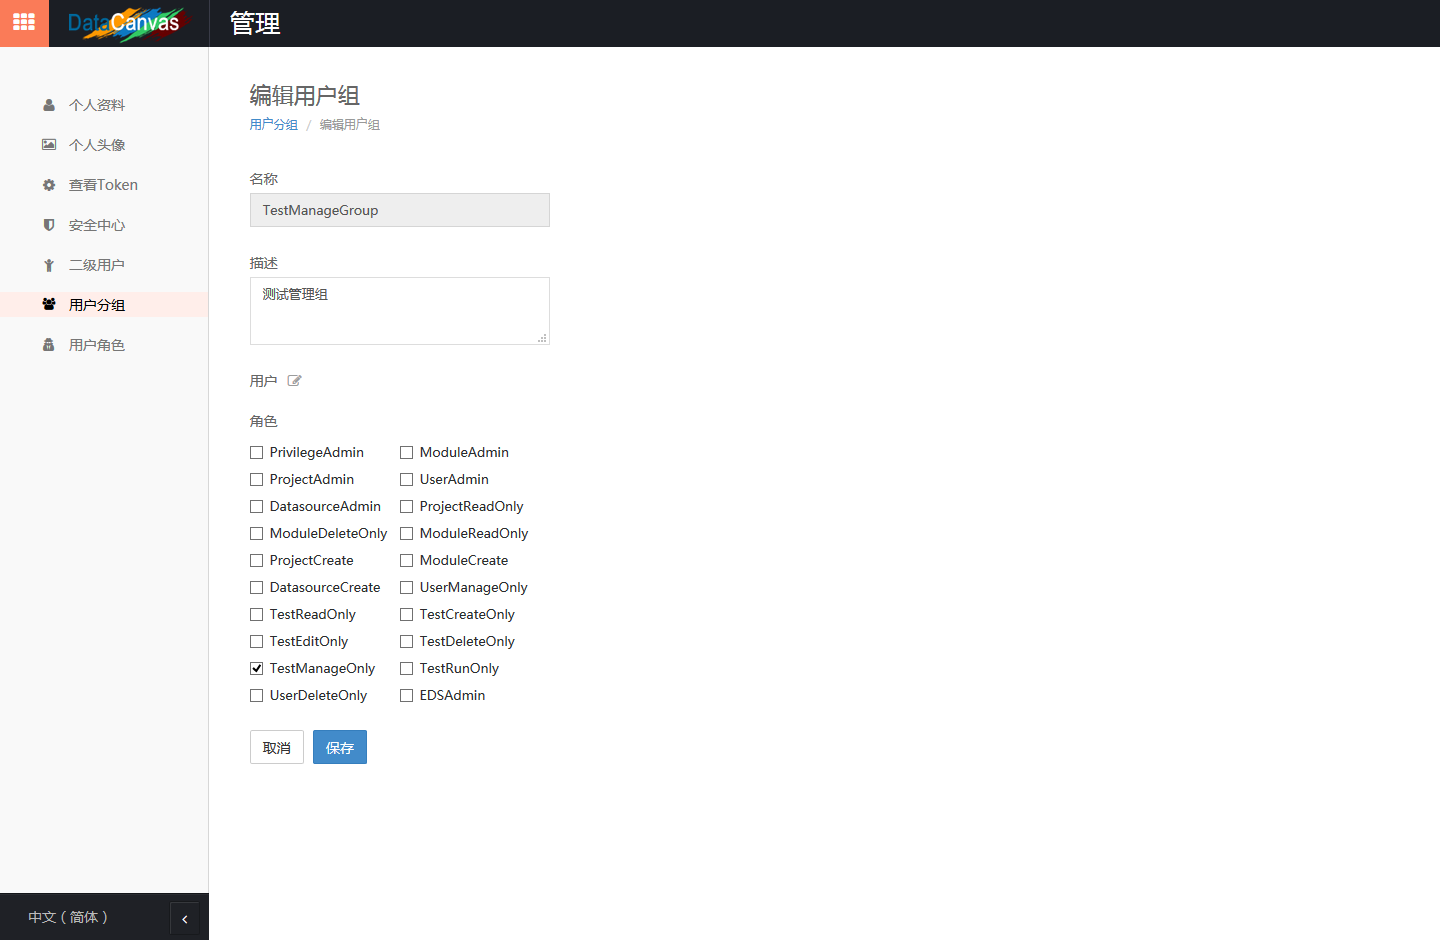 DataCanvas
管理
个人资料
个人头像
查看Token
安全中心
二级用户
用户分组
用户角色
中文（简体）
编辑用户组
用户分组 / 编辑用户组
名称
TestManageGroup
描述
测试管理组
用户
角色
PrivilegeAdmin ModuleAdmin
ProjectAdmin UserAdmin
DatasourceAdmin ProjectReadOnly
ModuleDeleteOnly ModuleReadOnly
ProjectCreate ModuleCreate
DatasourceCreate UserManageOnly
TestReadOnly TestCreateOnly
TestEditOnly TestDeleteOnly
TestManageOnly TestRunOnly
UserDeleteOnly EDSAdmin
取消 保存